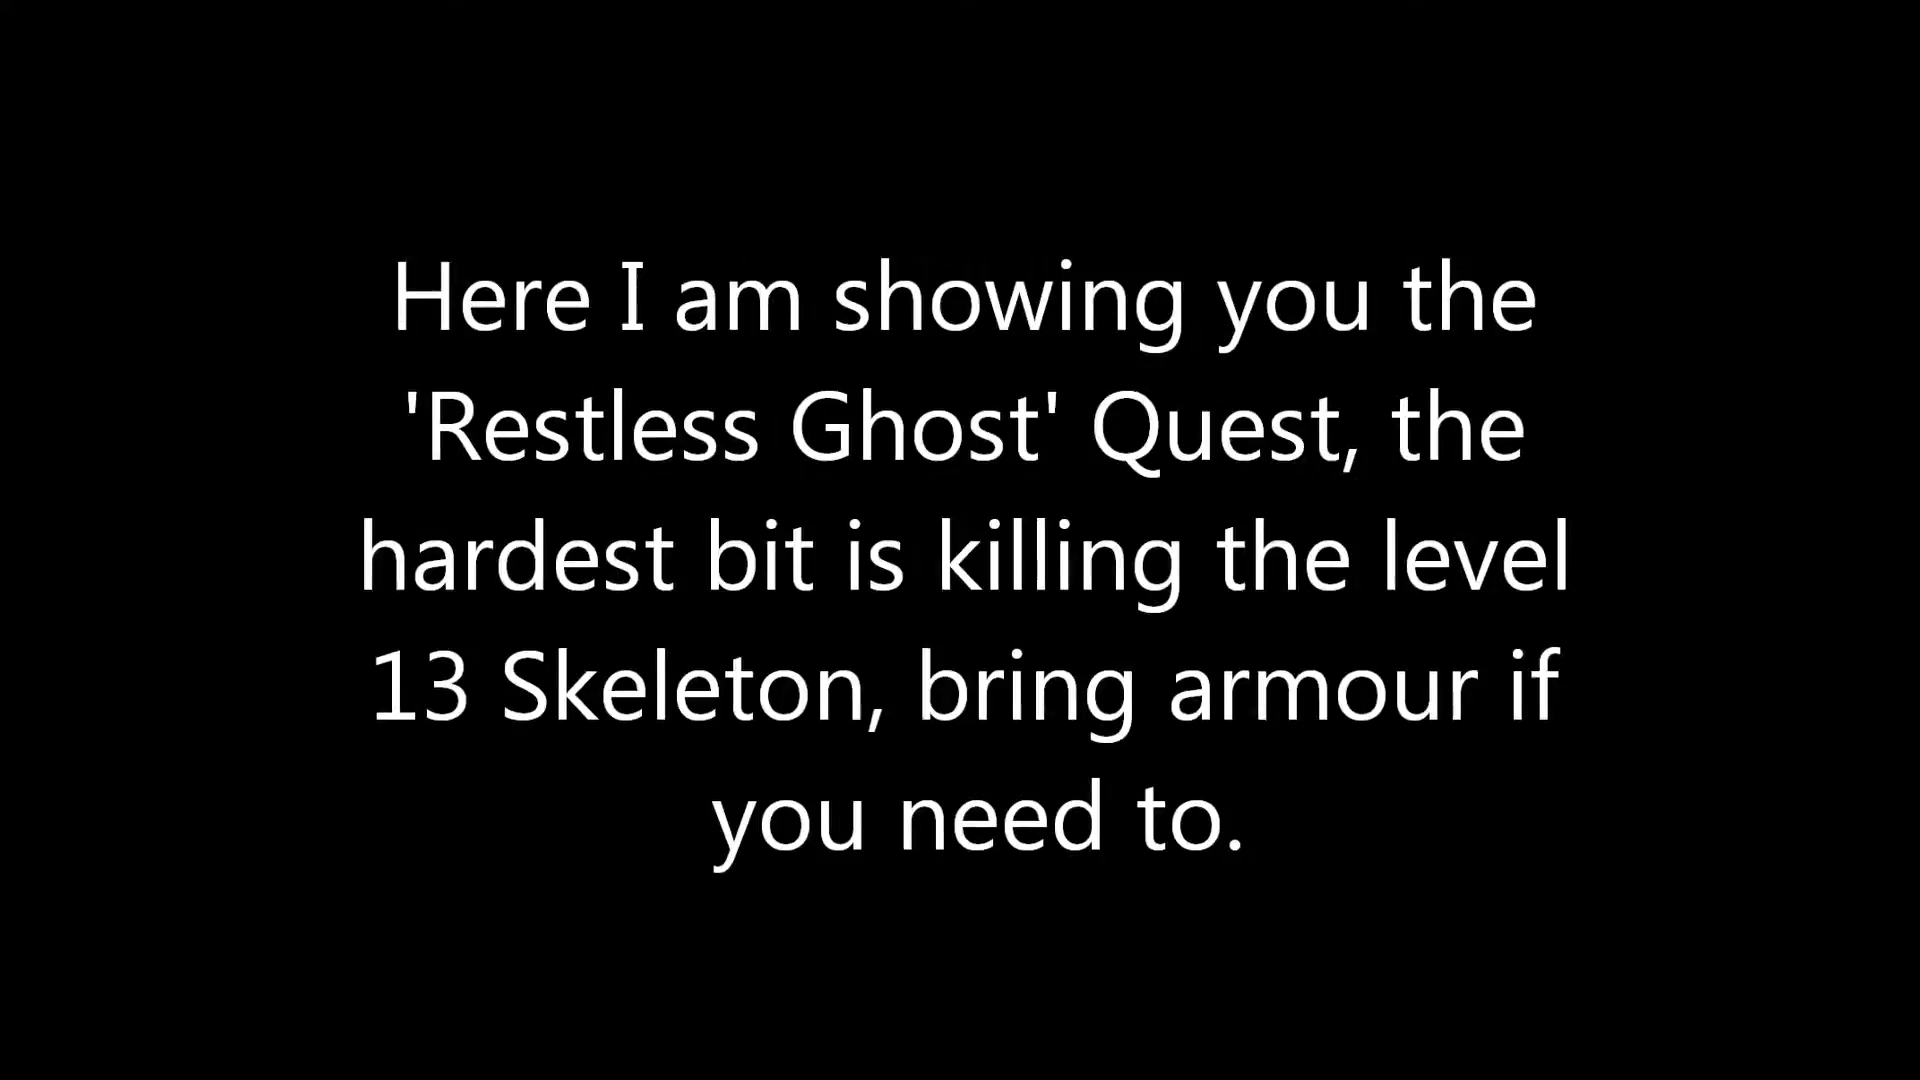 Here I am showing you the
'Restless Ghost' Quest, the
hardest bit is killing the level
13 Skeleton, bring armour if
you need to.